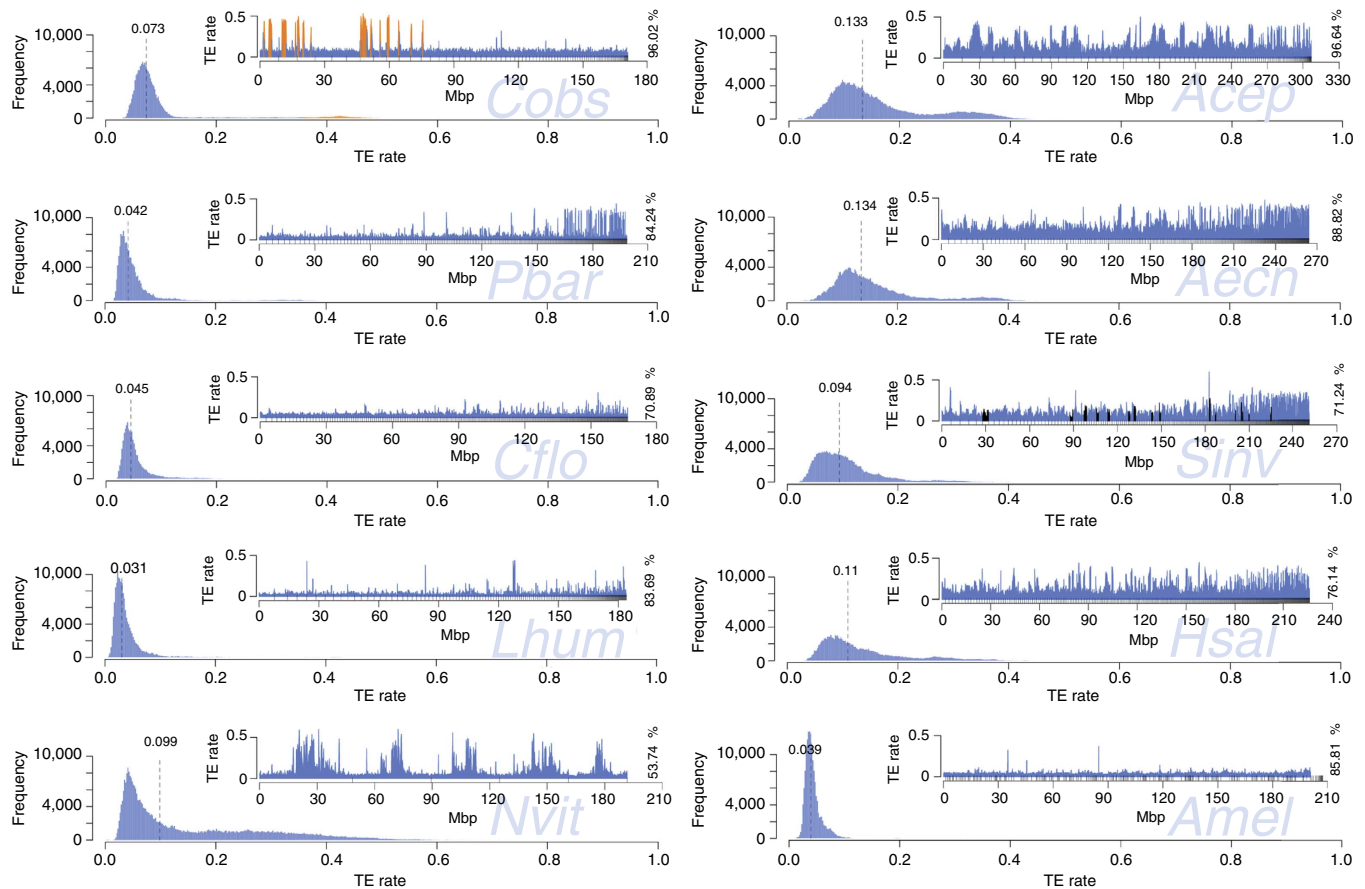 Frequency
10,000
4,000
0
0.073
TE rate
0.5
0
0 30 60 90 120 150 180
Mbp
96.02 %
Cobs
0.0 0.2 0.4 0.6 0.8 1.0
TE rate
Frequency
10,000
4,000
0
0.133
TE rate
0.5
0
0 30 60 90 120 150 180 210 240 270 300 330
Mbp
96.64 %
Acep
0.0 0.2 0.4 0.6 0.8 1.0
TE rate
Frequency
10,000
4,000
0
0.042
TE rate
0.5
0
0 30 60 90 120 150 180 210
Mbp
84.24 %
Pbar
0.0 0.2 0.4 0.6 0.8 1.0
TE rate
Frequency
10,000
4,000
0
0.134
TE rate
0.5
0
0 30 60 90 120 150 180 210 240 270
Mbp
88.82 %
Aecn
0.0 0.2 0.4 0.6 0.8 1.0
TE rate
Frequency
10,000
4,000
0
0.045
TE rate
0.5
0
0 30 60 90 120 150 180
Mbp
70.89 %
Cflo
0.0 0.2 0.4 0.6 0.8 1.0
TE rate
Frequency
10,000
4,000
0
0.094
TE rate
0.5
0
30 60 90 120 150 180 210 250 270
Mbp
71.24 %
Sinv
0.0 0.2 0.4 0.6 0.8 1.0
TE rate
Frequency
10,000
4,000
0
0.031
TE rate
0.5
0
0 30 60 90 120 150 180
Mbp
83.69 %
Lhum
0.0 0.2 0.4 0.6 0.8 1.0
TE rate
Frequency
10,000
4,000
0
0.11
TE rate
0.5
0
0 30 60 90 120 150 180 210 240
Mbp
76.14 %
Hsal
0.0 0.2 0.4 0.6 0.8 1.0
TE rate
Frequency
10,000
4,000
0
0.099
TE rate
0.5
0
0 30 60 90 120 150 180 210
Mbp
53.74 %
Nvit
0.0 0.2 0.4 0.6 0.8 1.0
TE rate
Frequency
10,000
4,000
0
0.039
TE rate
0.5
0
0 30 60 90 120 150 180 210
Mbp
85.81 %
Amel
0.0 0.2 0.4 0.6 0.8 1.0
TE rate